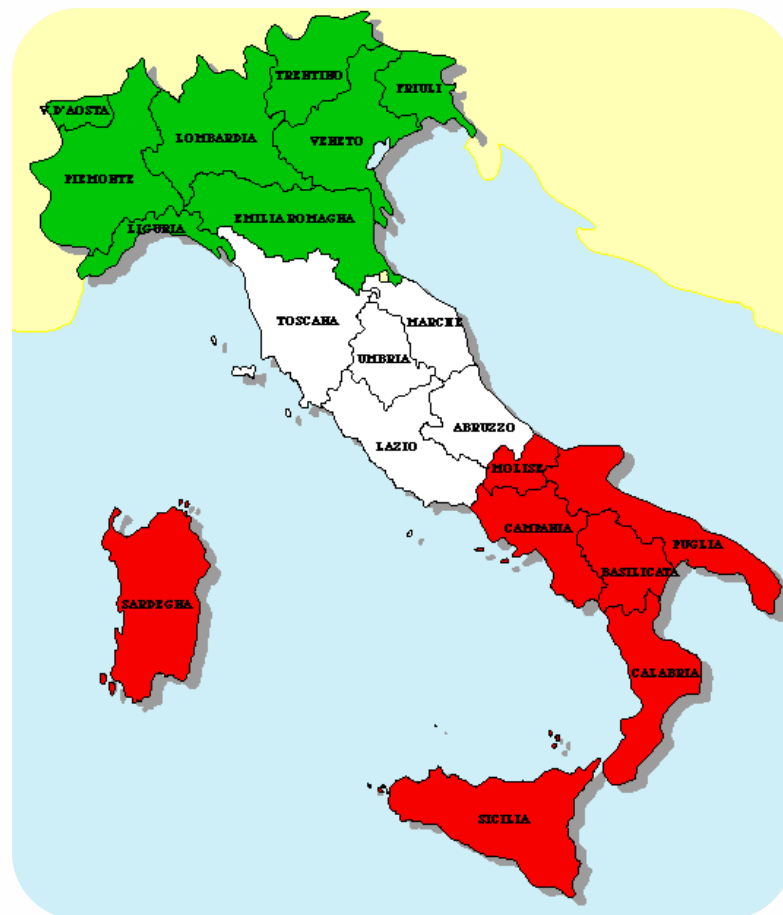 TRENTINO
FRIULI
V D'AOSTA
LOMBARDIA
VENETO
PIEMONTE
EMILIA ROMAGNA
LIGURIA
TOSCANA
MARCHE
UMBRIA
ABRUZZO
LAZIO
MOLISE
CAMPANIA
PUGLIA
BASILICATA
SARDEGNA
CALABRIA
SICILIA